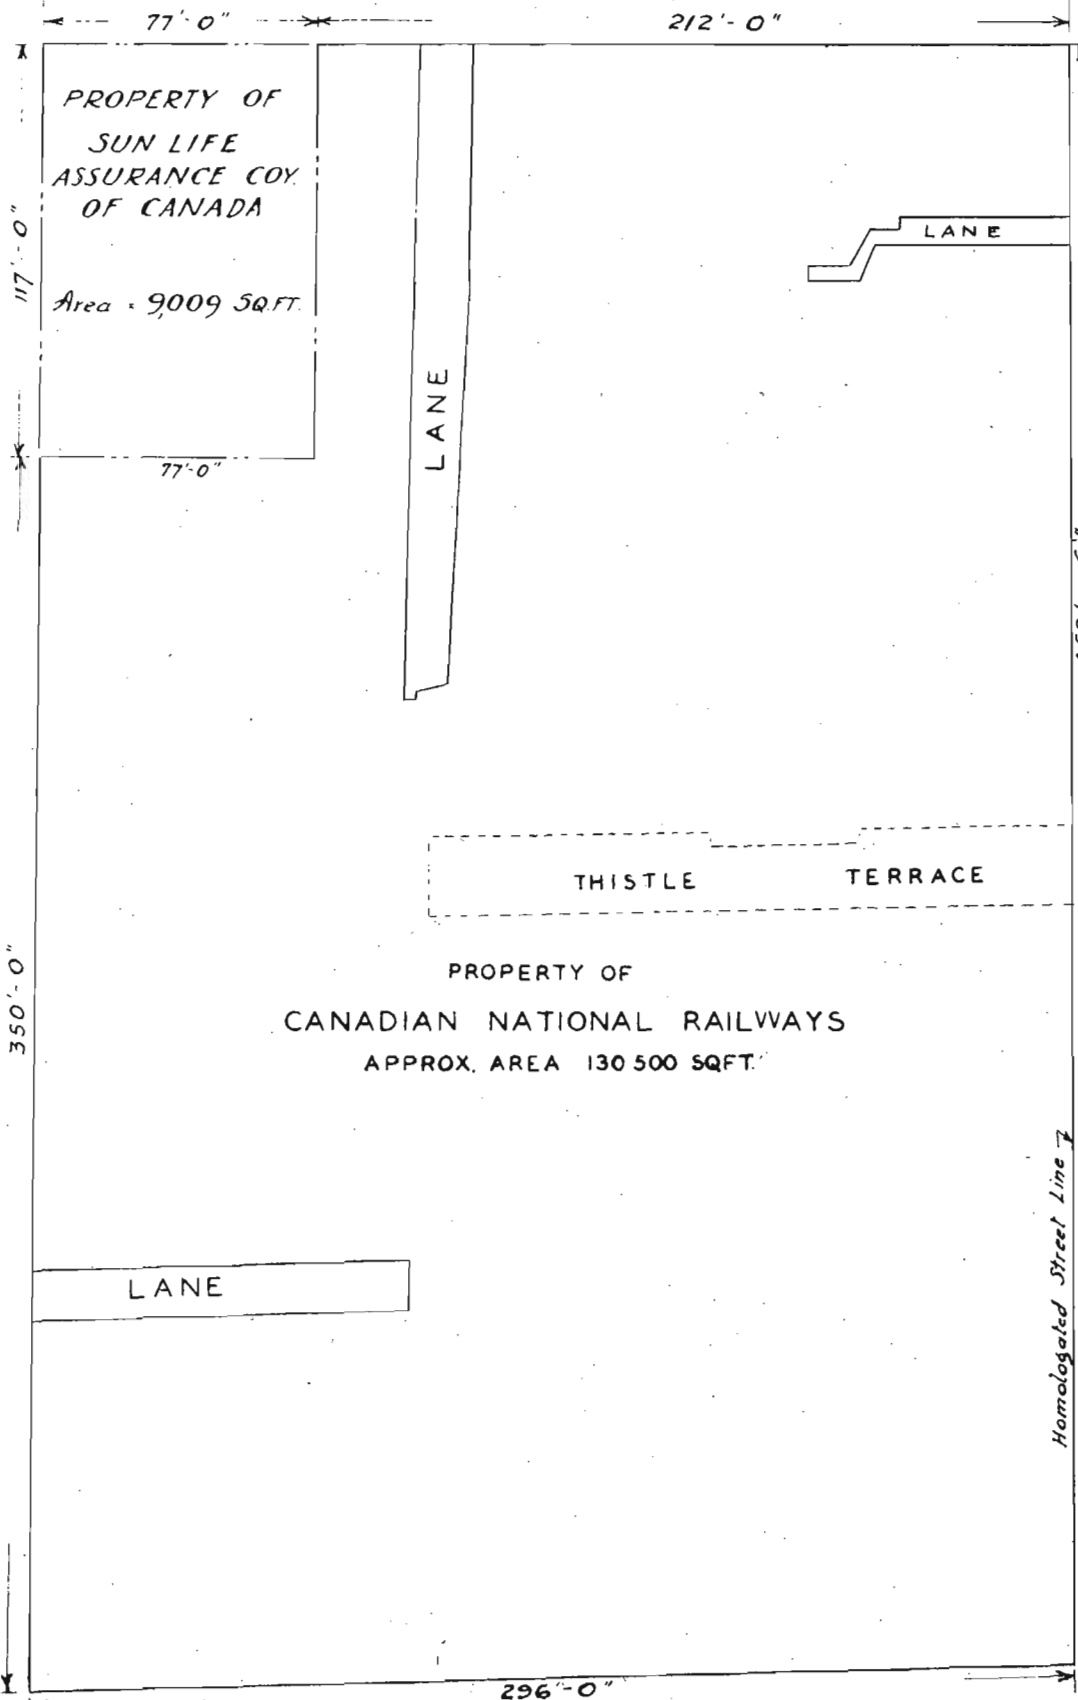 77'-0"
212'-0"
PROPERTY OF
SUN LIFE
ASSURANCE COY.
OF CANADA
Area = 9,009 SQ.FT.
117'-0"
77'-0"
LANE
LANE
THISTLE TERRACE
PROPERTY OF
CANADIAN NATIONAL RAILWAYS
APPROX. AREA 130500 SQFT.
350'-0"
LANE
Homologated Street Line
296'-0"